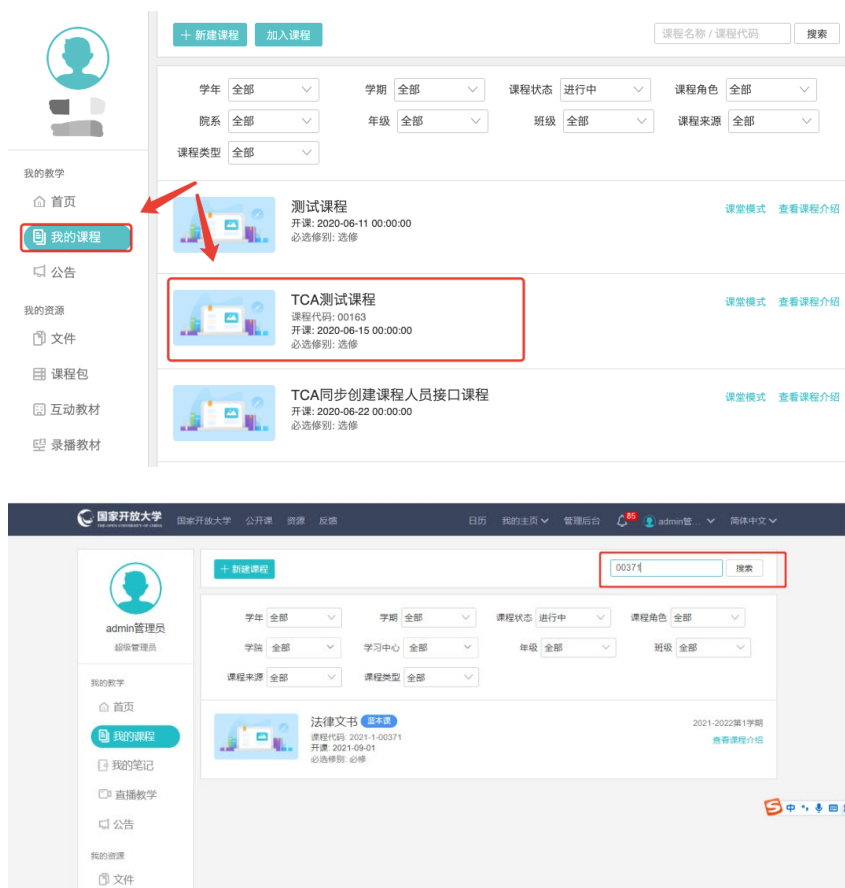 + 新建课程 加入课程 课程名称 / 课程代码 搜索
学年 全部 学期 全部 课程状态 进行中 课程角色 全部
院系 全部 年级 全部 班级 全部 课程来源 全部
课程类型 全部
我的教学
首页
我的课程
公告
我的资源
文件
课程包
互动教材
录播教材
测试课程
开课: 2020-06-11 00:00:00
必选修别: 选修
课堂模式 查看课程介绍
TCA测试课程
课程代码: 00163
开课: 2020-06-15 00:00:00
必选修别: 选修
课堂模式 查看课程介绍
TCA同步创建课程人员接口课程
开课: 2020-06-22 00:00:00
必选修别: 选修
课堂模式 查看课程介绍
国家开放大学 国家开放大学 公开课 资源 反馈 日历 我的主页 管理后台 85 admin管... 简体中文
THE OPEN UNIVERSITY OF CHINA
+ 新建课程 00371 搜索
admin管理员
超级管理员
学年 全部 学期 全部 课程状态 进行中 课程角色 全部
学院 全部 学习中心 全部 年级 全部 班级 全部
课程来源 全部 课程类型 全部
我的教学
首页
我的课程
我的笔记
直播教学
公告
我的资源
文件
法律文书 蓝本课
课程代码: 2021-1-00371
开课: 2021-09-01
必选修别: 必修
2021-2022第1学期
查看课程介绍
S 中